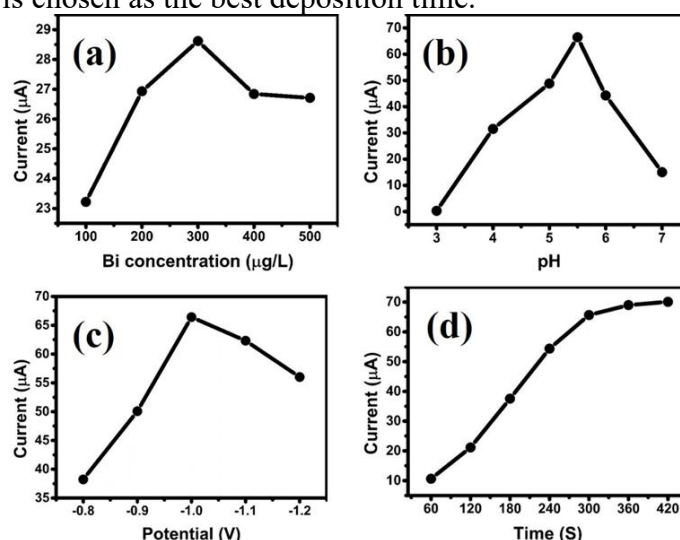 is chosen as the best deposition time.
(a)
Current (μA)
29
28
27
26
25
24
23
100 200 300 400 500
Bi concentration (μg/L)
(b)
Current (μA)
70
60
50
40
30
20
10
0
3 4 5 6 7
pH
(c)
Current (μA)
70
65
60
55
50
45
40
35
-0.8 -0.9 -1.0 -1.1 -1.2
Potential (V)
(d)
Current (μA)
70
60
50
40
30
20
10
60 120 180 240 300 360 420
Time (S)